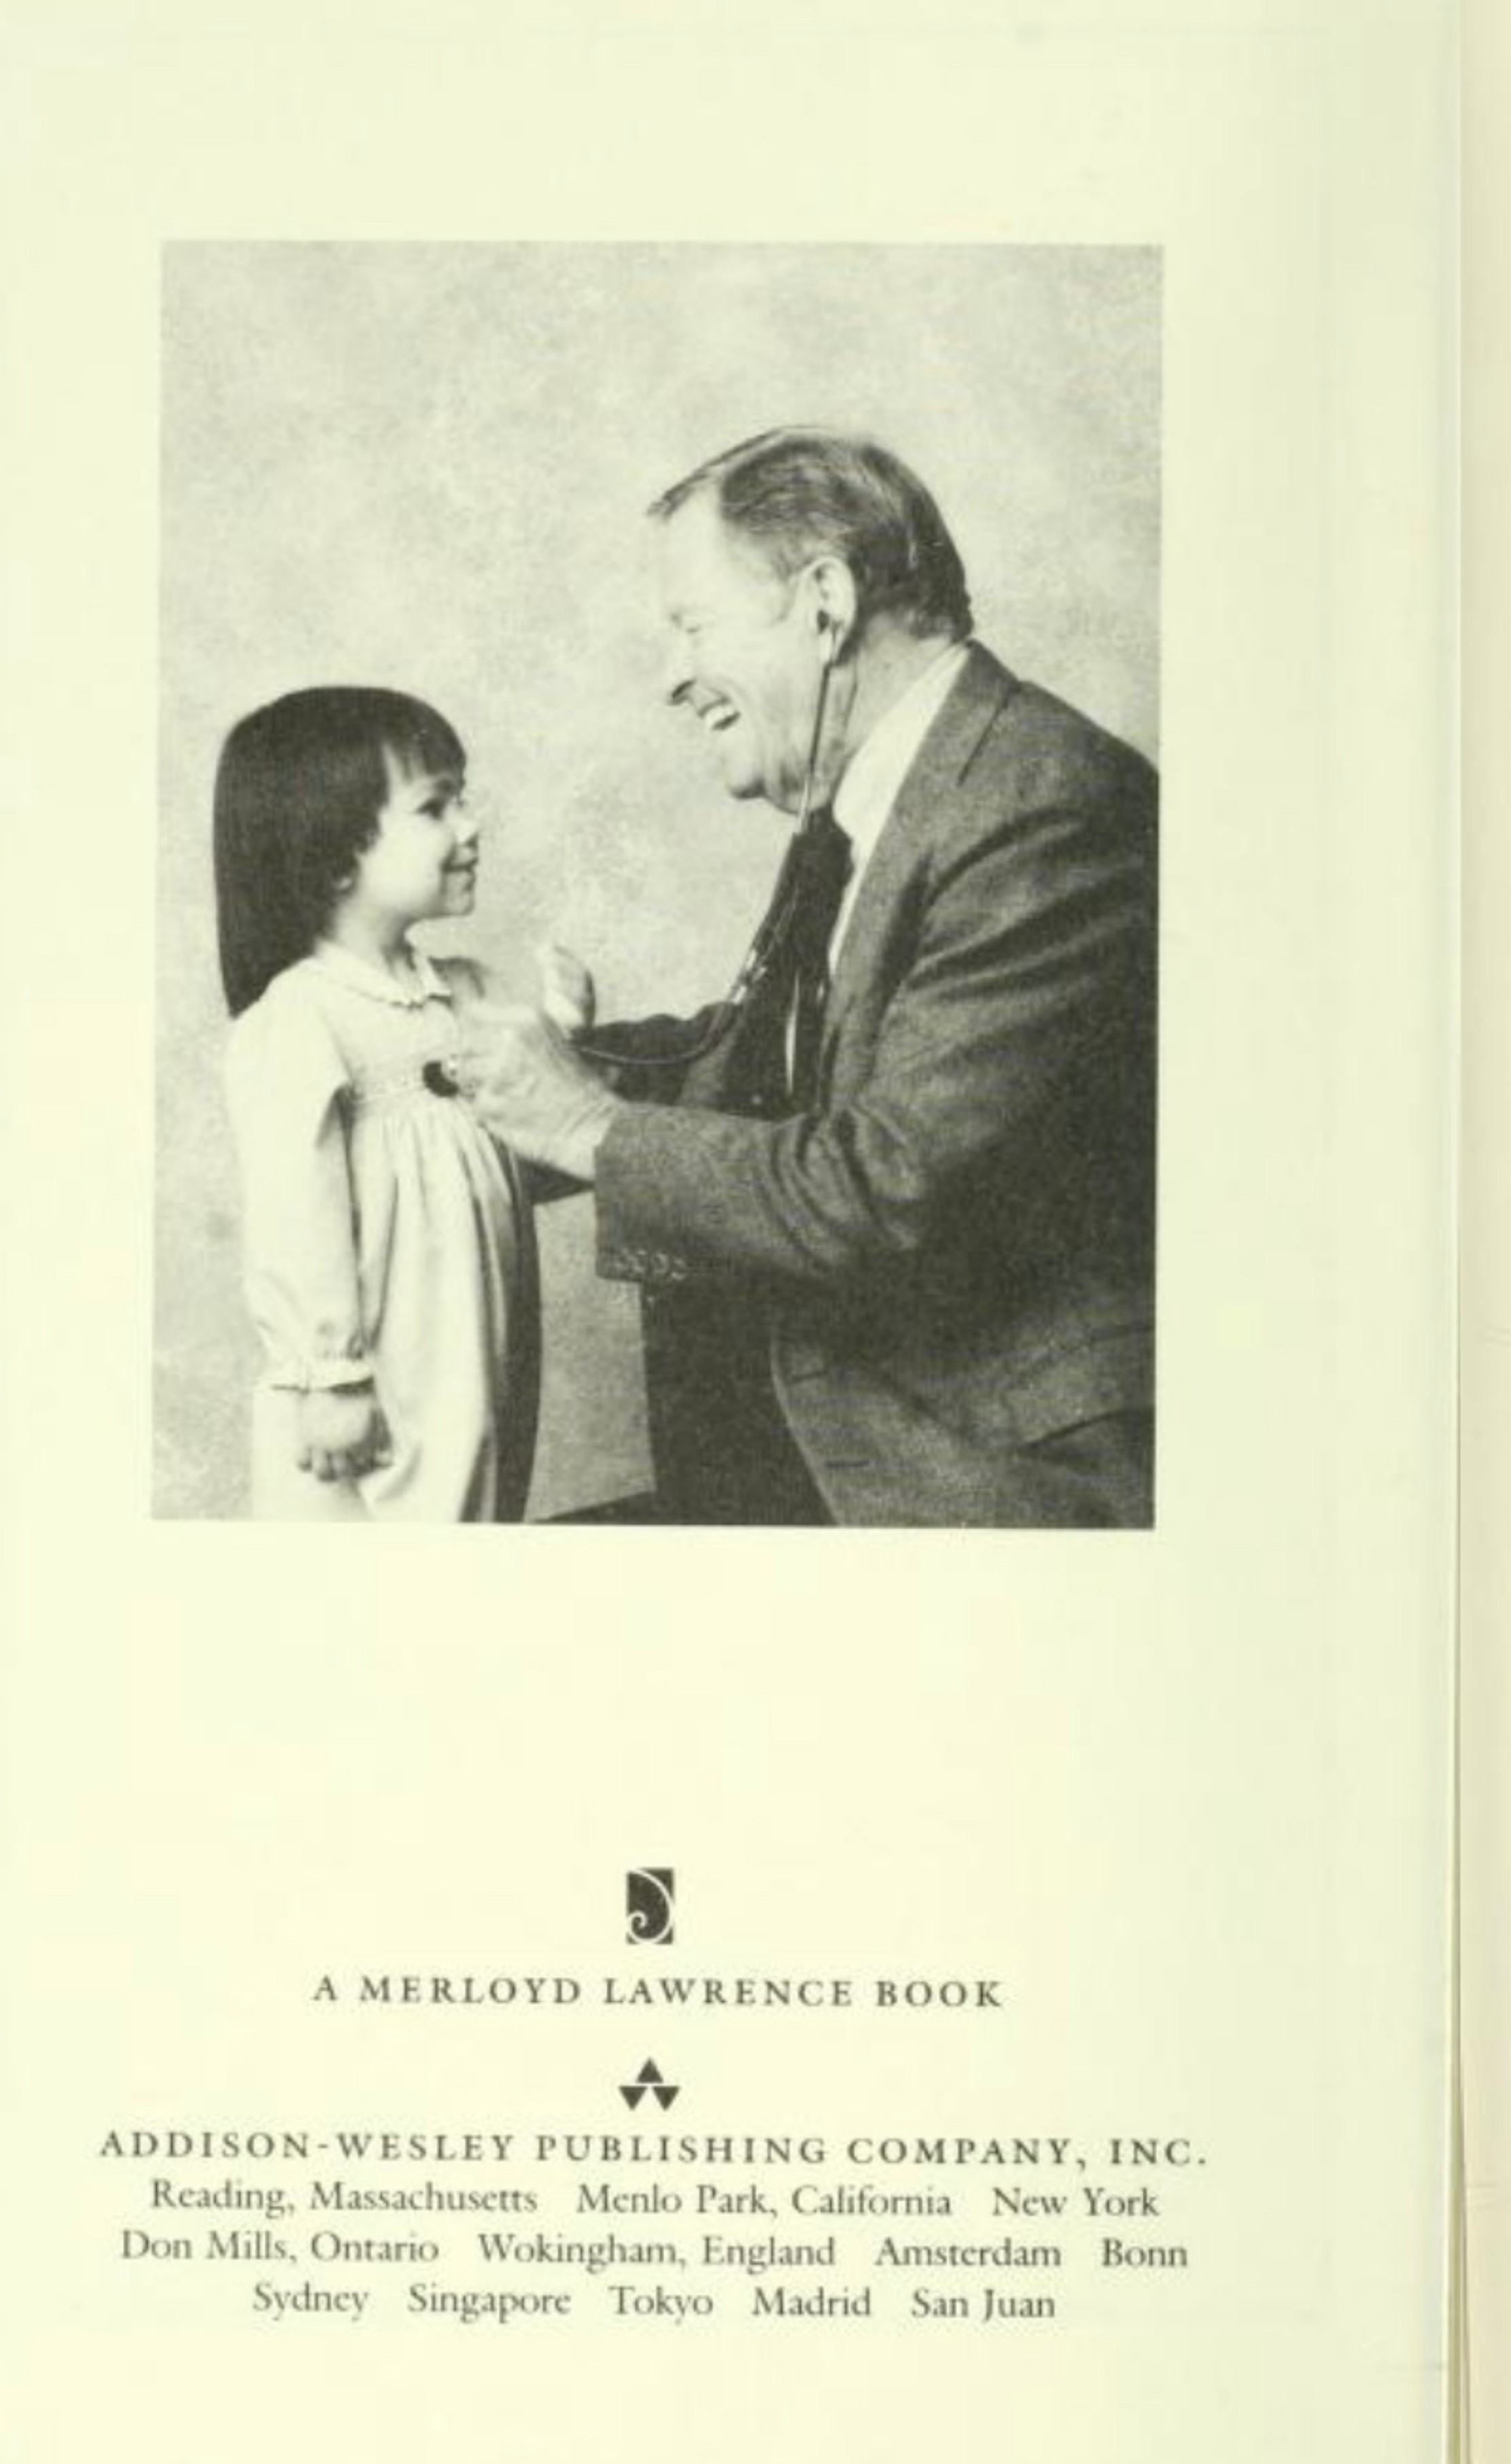 A MERLOYD LAWRENCE BOOK
ADDISON-WESLEY PUBLISHING COMPANY, INC.
Reading, Massachusetts Menlo Park, California New York
Don Mills, Ontario Wokingham, England Amsterdam Bonn
Sydney Singapore Tokyo Madrid San Juan